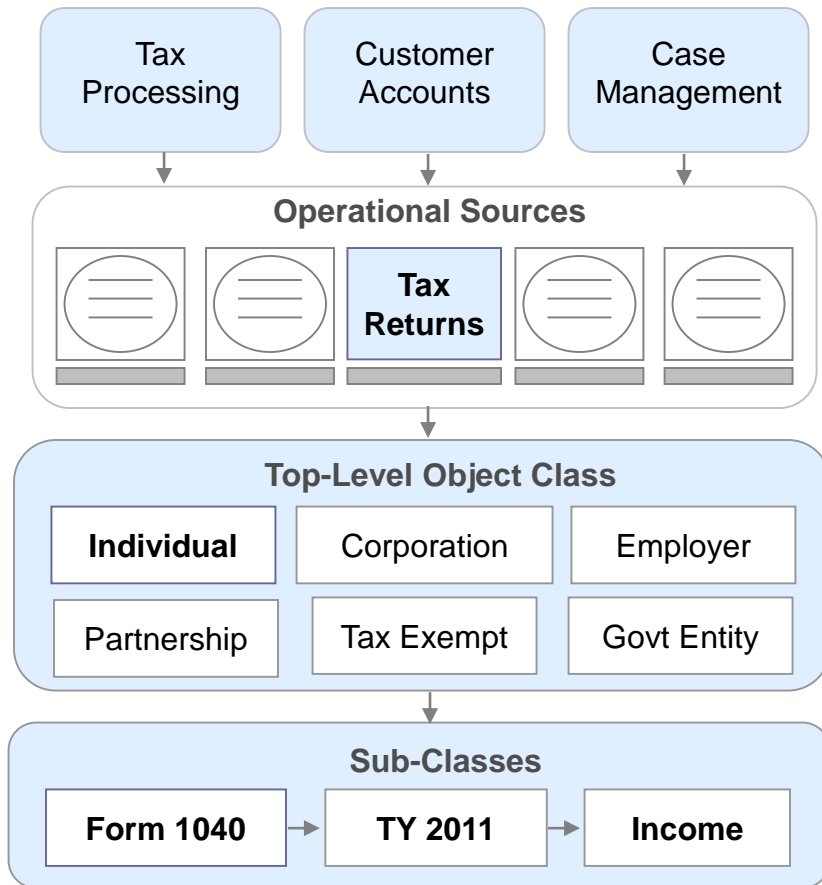 Tax
Processing
Customer
Accounts
Case
Management
Operational Sources
Tax
Returns
Top-Level Object Class
Individual
Corporation
Employer
Partnership
Tax Exempt
Govt Entity
Sub-Classes
Form 1040
TY 2011
Income